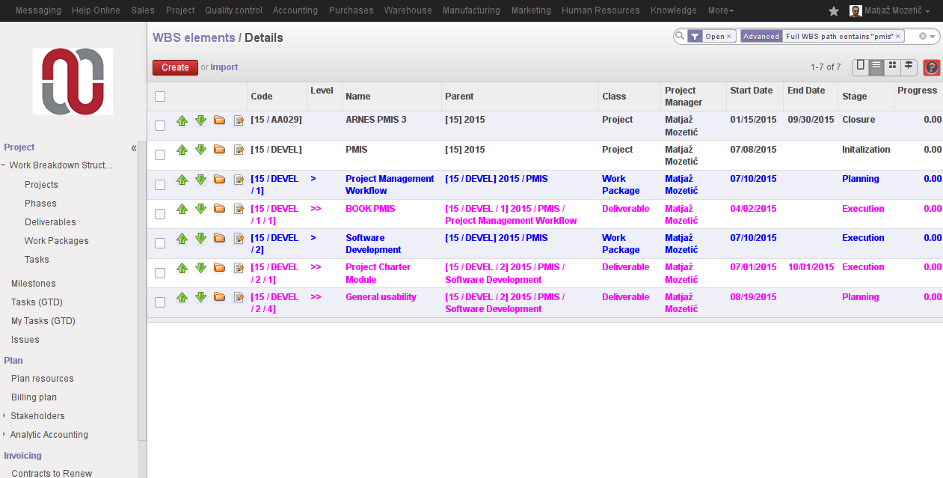 Messaging Help Online Sales Project Quality control Accounting Purchases Warehouse Manufacturing Marketing Human Resources Knowledge More Matjaž Mozetič
WBS elements / Details
Open × Advanced Full WBS path contains "pmis" ×
Create or Import
1-7 of 7
?
Project «
Work Breakdown Struct...
Projects
Phases
Deliverables
Work Packages
Tasks
Milestones
Tasks (GTD)
My Tasks (GTD)
Issues
Plan
Plan resources
Billing plan
Stakeholders
Analytic Accounting
Invoicing
Contracts to Renew
Code Level Name Parent Class Project Manager Start Date End Date Stage Progress
[15 / AA029] ARNES PMIS 3 [15] 2015 Project Matjaž Mozetič 01/15/2015 09/30/2015 Closure 0.00
[15 / DEVEL] PMIS [15] 2015 Project Matjaž Mozetič 07/08/2015 Initalization 0.00
[15 / DEVEL / 1] > Project Management Workflow [15 / DEVEL] 2015 / PMIS Work Package Matjaž Mozetič 07/10/2015 Planning 0.00
[15 / DEVEL / 1 / 1] >> BOOK PMIS [15 / DEVEL / 1] 2015 / PMIS / Project Management Workflow Deliverable Matjaž Mozetič 04/02/2015 Execution 0.00
[15 / DEVEL / 2] > Software Development [15 / DEVEL] 2015 / PMIS Work Package Matjaž Mozetič 07/10/2015 Execution 0.00
[15 / DEVEL / 2 / 1] >> Project Charter Module [15 / DEVEL / 2] 2015 / PMIS / Software Development Deliverable Matjaž Mozetič 07/01/2015 10/01/2015 Execution 0.00
[15 / DEVEL / 2 / 4] >> General usability [15 / DEVEL / 2] 2015 / PMIS / Software Development Deliverable Matjaž Mozetič 08/19/2015 Planning 0.00